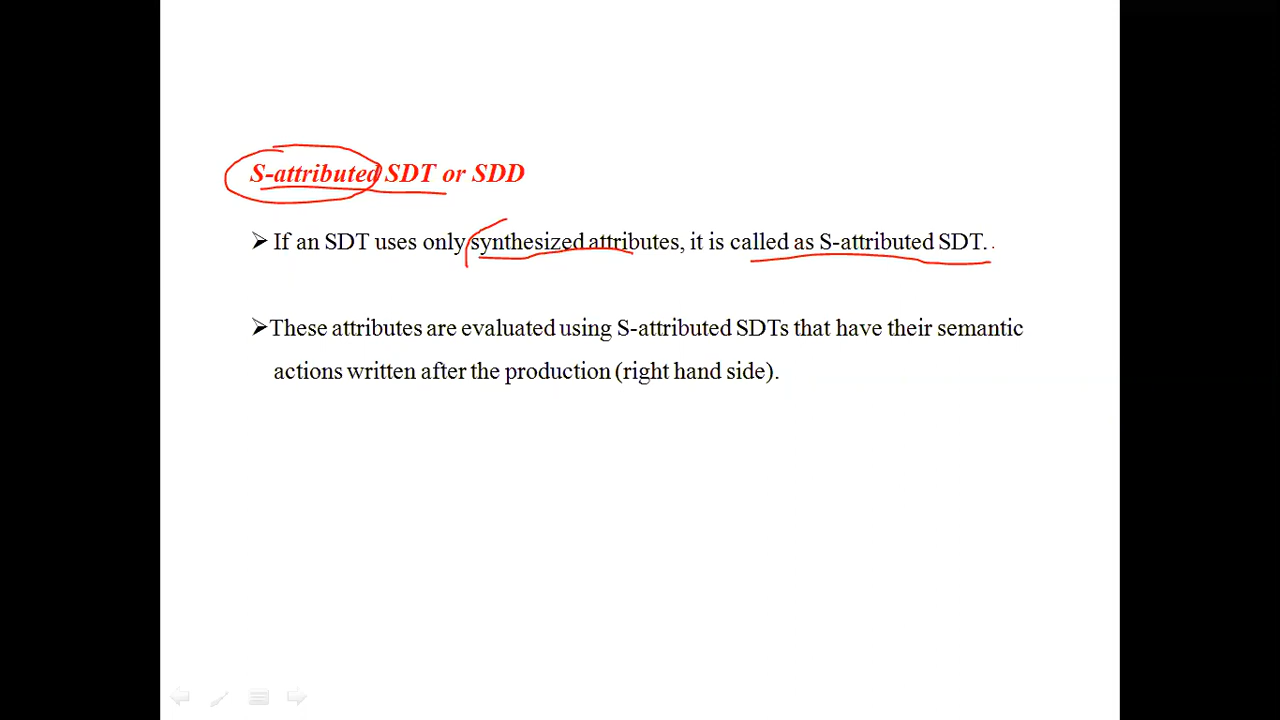 S-attributed SDT or SDD
➢ If an SDT uses only synthesized attributes, it is called as S-attributed SDT.
➢ These attributes are evaluated using S-attributed SDTs that have their semantic
actions written after the production (right hand side).